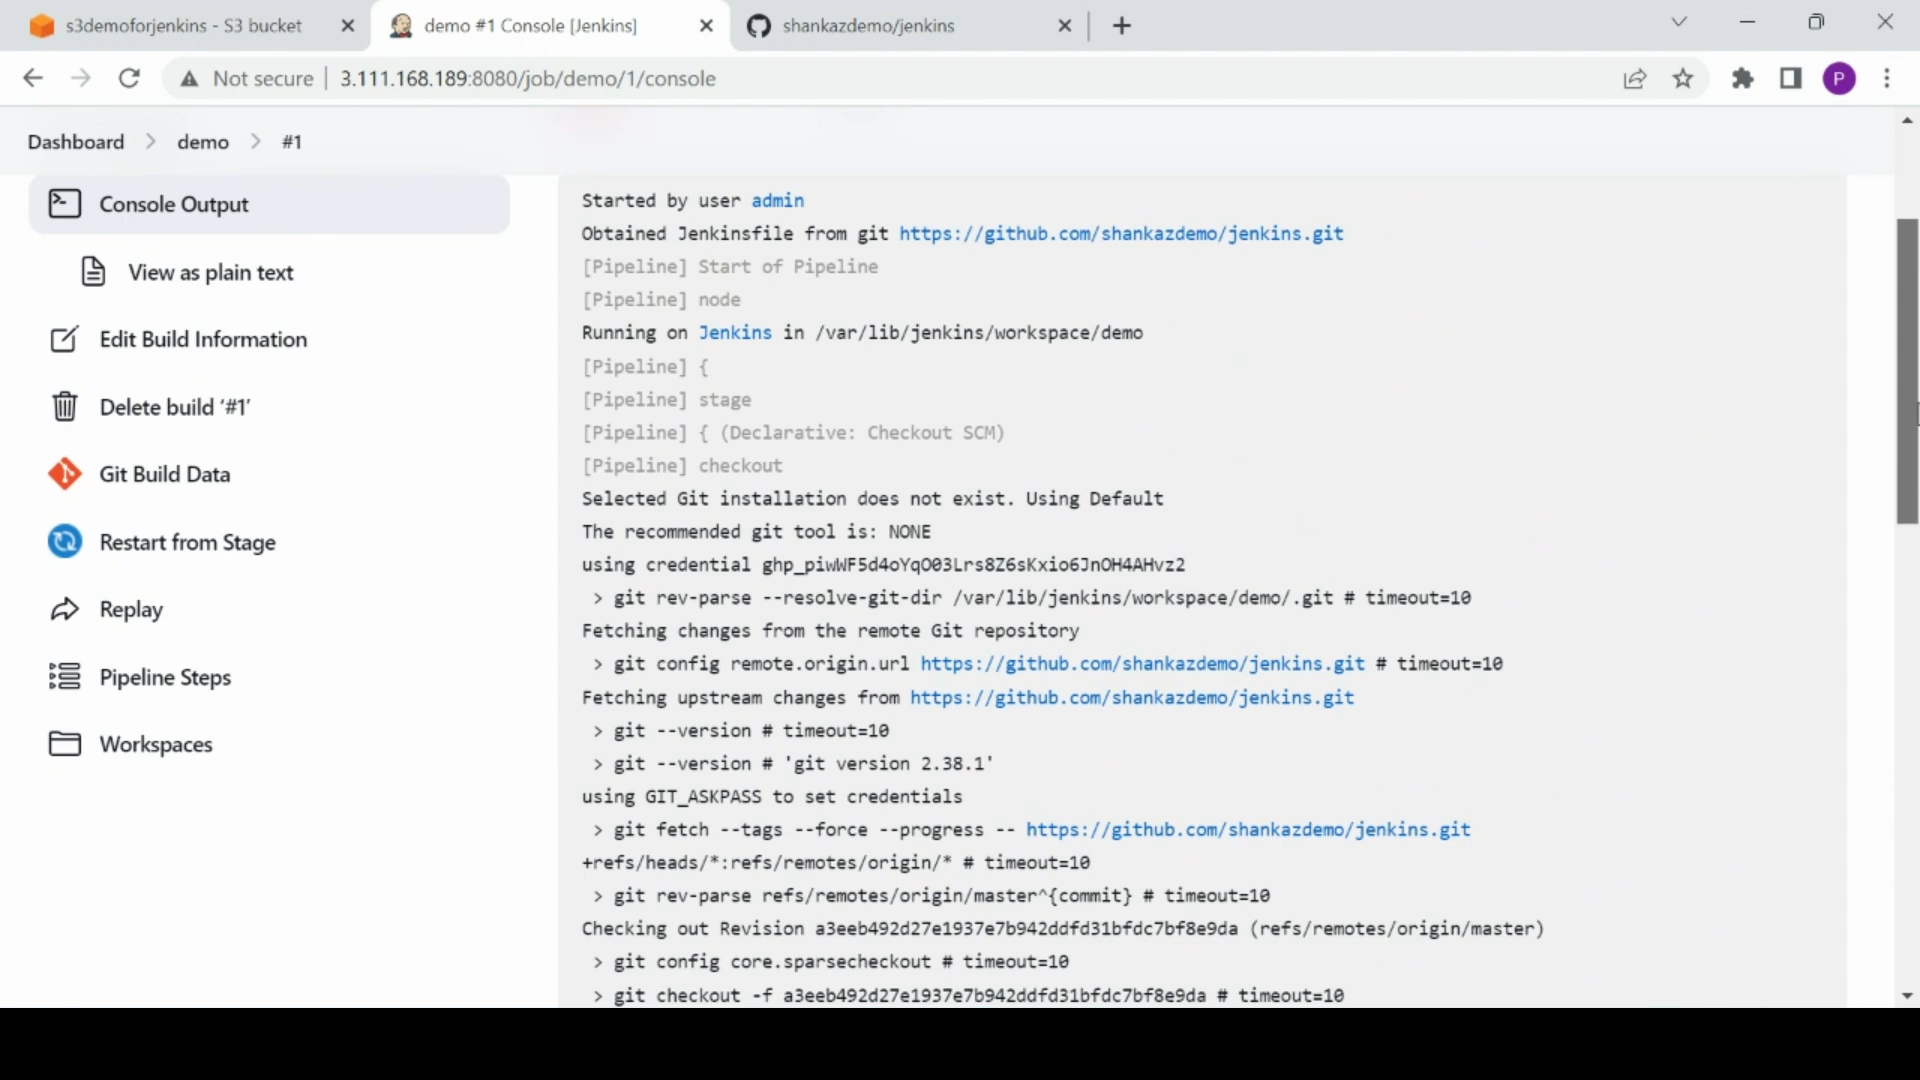 s3demoforjenkins - S3 bucket
demo #1 Console [Jenkins]
shankazdemo/jenkins
Not secure
3.111.168.189:8080/job/demo/1/console
P
Dashboard
demo
#1
Console Output
View as plain text
Edit Build Information
Delete build ‘#1’
Git Build Data
Restart from Stage
Replay
Pipeline Steps
Workspaces
Started by user admin
Obtained Jenkinsfile from git https://github.com/shankazdemo/jenkins.git
[Pipeline] Start of Pipeline
[Pipeline] node
Running on Jenkins in /var/lib/jenkins/workspace/demo
[Pipeline] {
[Pipeline] stage
[Pipeline] { (Declarative: Checkout SCM)
[Pipeline] checkout
Selected Git installation does not exist. Using Default
The recommended git tool is: NONE
using credential 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
> git rev-parse --resolve-git-dir /var/lib/jenkins/workspace/demo/.git # timeout=10
Fetching changes from the remote Git repository
> git config remote.origin.url https://github.com/shankazdemo/jenkins.git # timeout=10
Fetching upstream changes from https://github.com/shankazdemo/jenkins.git
> git --version # timeout=10
> git --version # 'git version 2.38.1'
using GIT_ASKPASS to set credentials
> git fetch --tags --force --progress -- https://github.com/shankazdemo/jenkins.git
+refs/heads/*:refs/remotes/origin/* # timeout=10
> git rev-parse refs/remotes/origin/master^{commit} # timeout=10
Checking out Revision a3eeb492d27e1937e7b942ddfd31bfdc7bf8e9da (refs/remotes/origin/master)
> git config core.sparsecheckout # timeout=10
> git checkout -f a3eeb492d27e1937e7b942ddfd31bfdc7bf8e9da # timeout=10